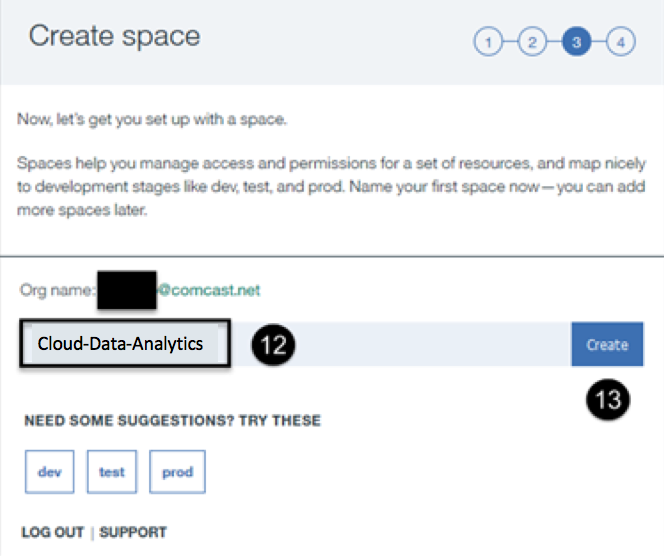 Create space
1 2 3 4
Now, let's get you set up with a space.
Spaces help you manage access and permissions for a set of resources, and map nicely
to development stages like dev, test, and prod. Name your first space now—you can add
more spaces later.
Org name: @comcast.net
Cloud-Data-Analytics 12 Create
13
NEED SOME SUGGESTIONS? TRY THESE
dev test prod
LOG OUT | SUPPORT